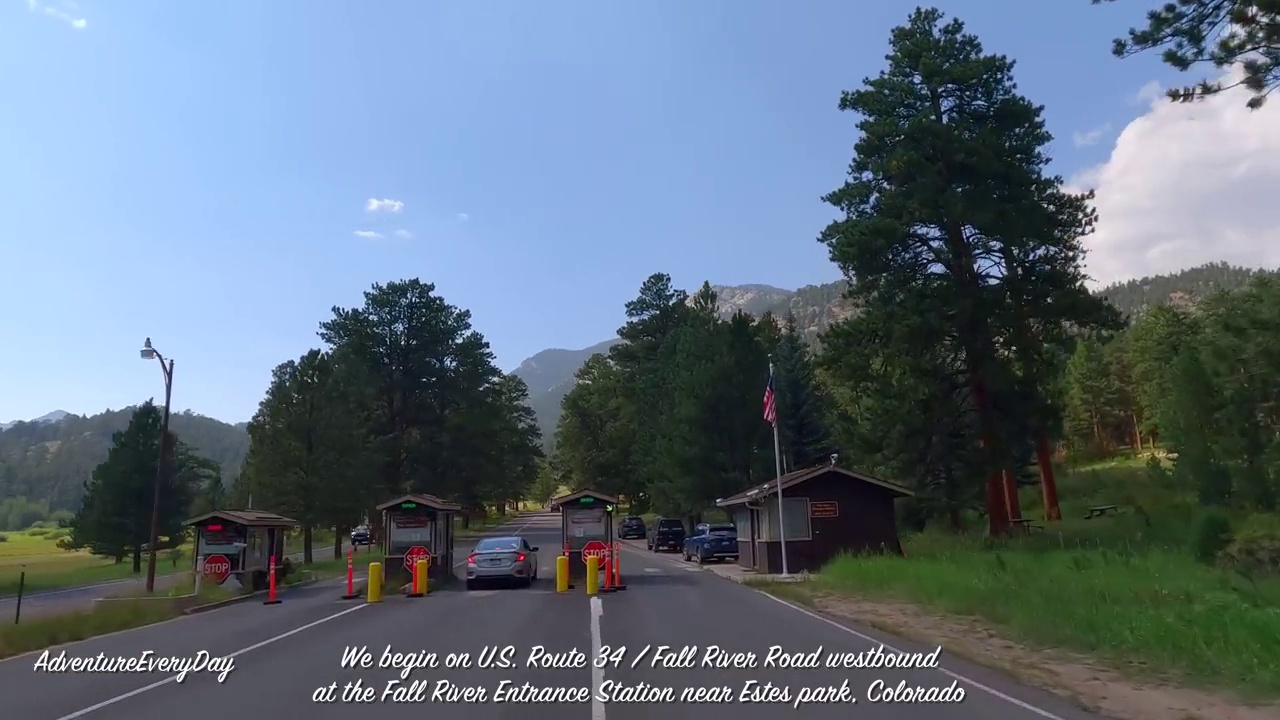 STOP
STOP
STOP
AdventureEveryDay
We begin on U.S. Route 34 / Fall River Road westbound
at the Fall River Entrance Station near Estes park, Colorado